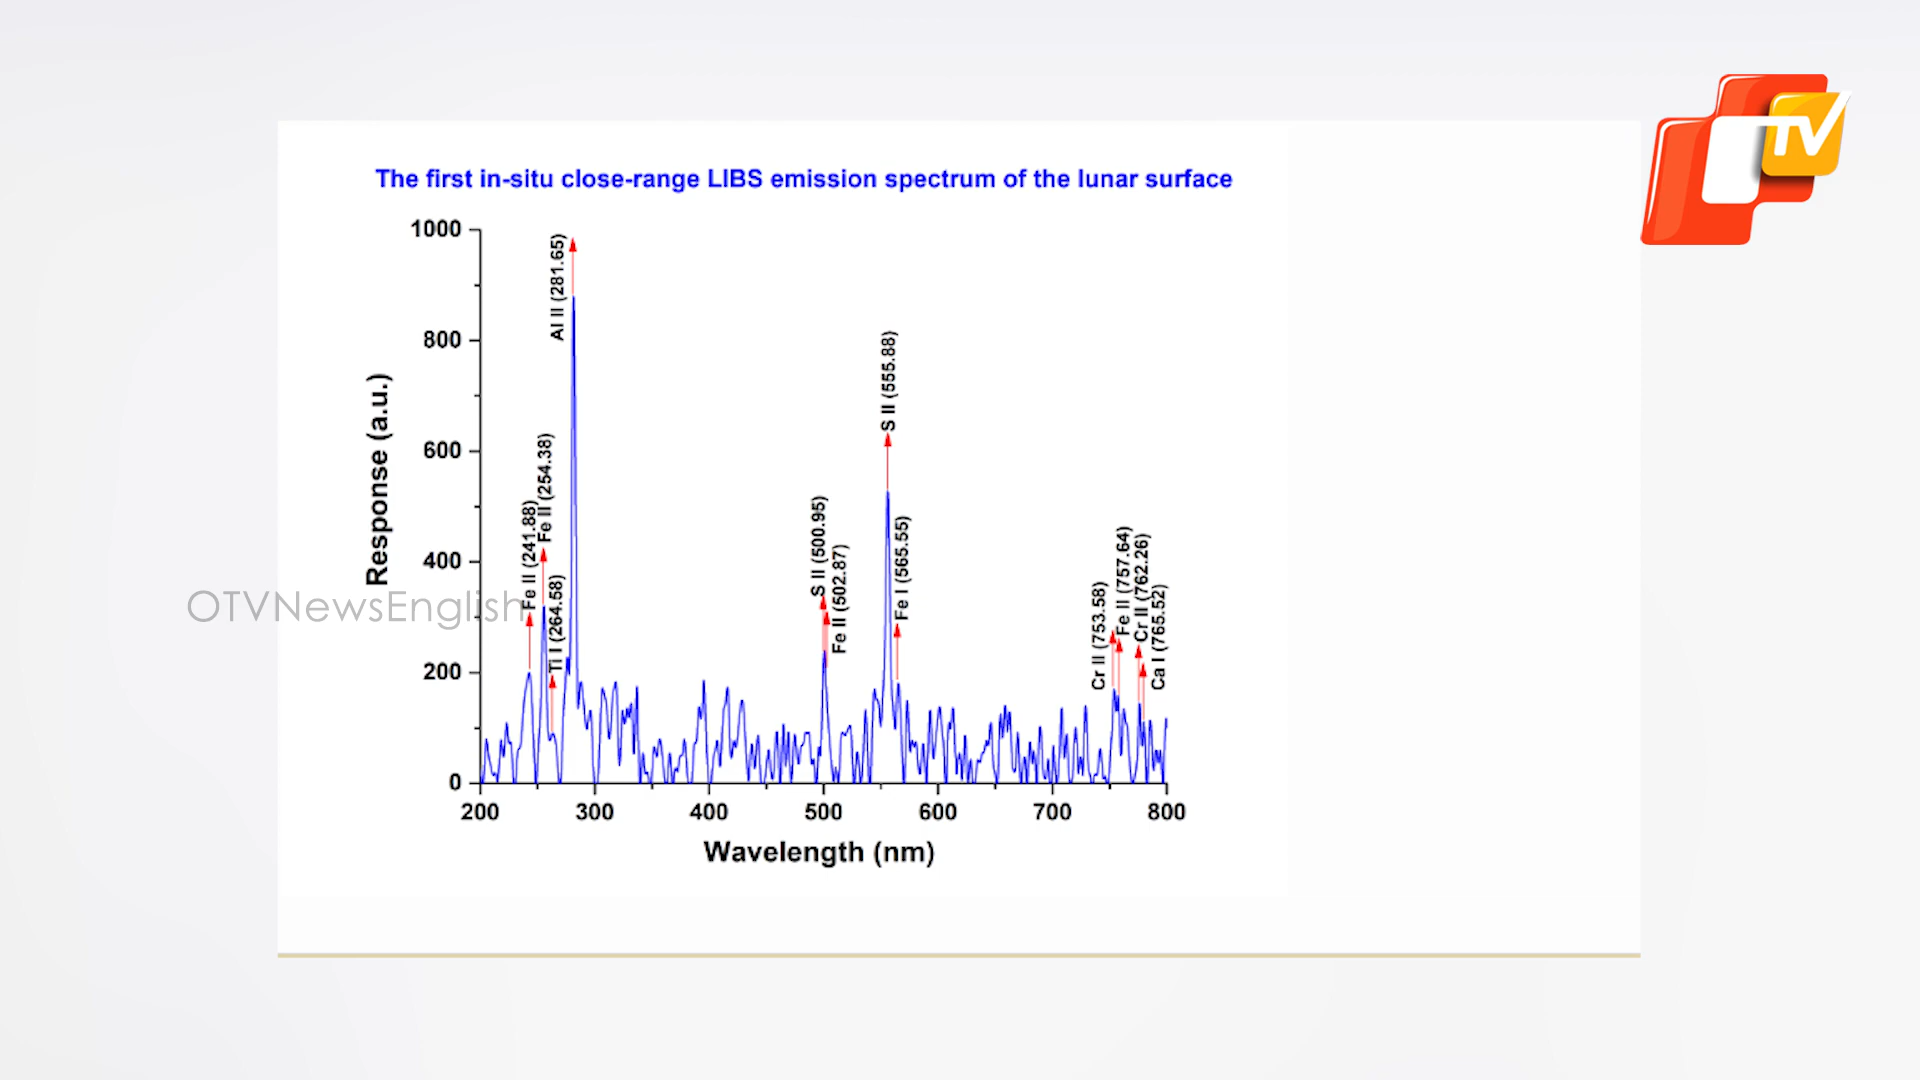 TV
The first in-situ close-range LIBS emission spectrum of the lunar surface
1000
800
600
400
200
0
Response (a.u.)
Fe II (241.88)
Fe II (254.38)
Ti I (264.58)
Al II (281.65)
S II (500.95)
Fe II (502.87)
S II (555.88)
Fe I (565.55)
Cr II (753.58)
Fe II (757.64)
Cr II (762.26)
Ca I (765.52)
OTVNewsEnglish
200 300 400 500 600 700 800
Wavelength (nm)